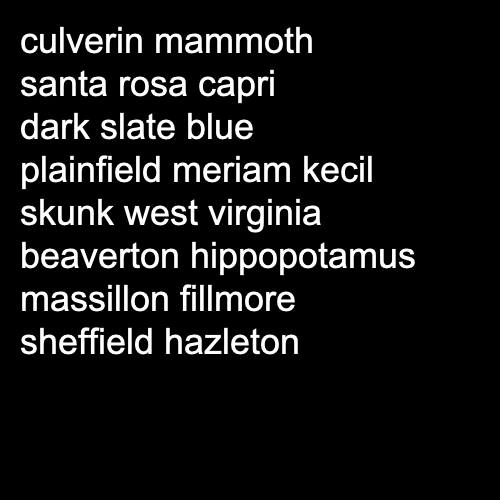 culverin mammoth
santa rosa capri
dark slate blue
plainfield meriam kecil
skunk west virginia
beaverton hippopotamus
massillon fillmore
sheffield hazleton